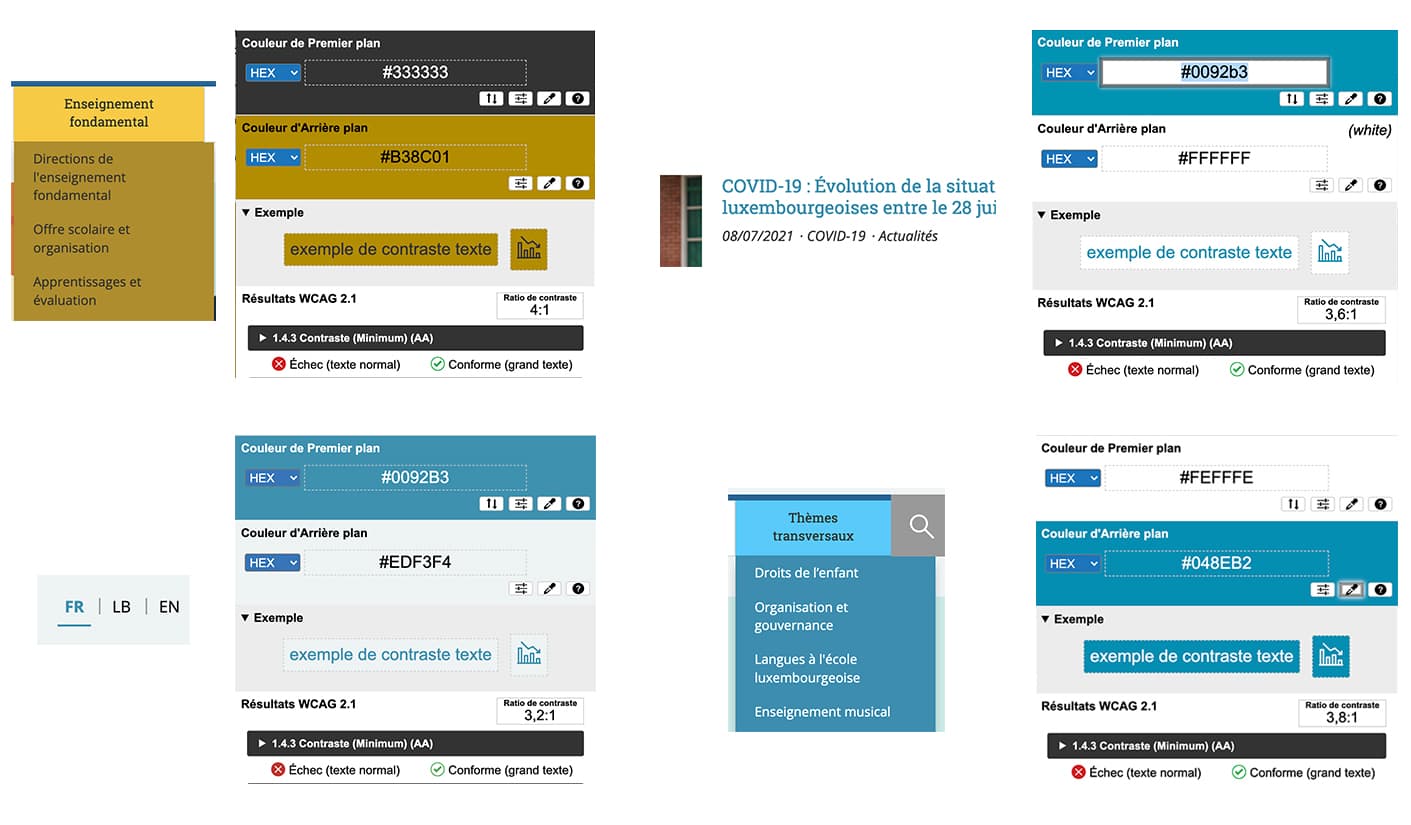 Enseignement
fondamental
Directions de
l'enseignement
fondamental
Offre scolaire et
organisation
Apprentissages et
évaluation
Couleur de Premier plan
HEX
#333333
Couleur d'Arrière plan
HEX
#B38C01
▼ Exemple
exemple de contraste texte
Résultats WCAG 2.1
Ratio de contraste
4:1
▶ 1.4.3 Contraste (Minimum) (AA)
Échec (texte normal)
Conforme (grand texte)
COVID-19 : Évolution de la situat
luxembourgeoises entre le 28 jui
08/07/2021 · COVID-19 · Actualités
Couleur de Premier plan
HEX
#0092b3
Couleur d'Arrière plan
(white)
HEX
#FFFFFF
▼ Exemple
exemple de contraste texte
Résultats WCAG 2.1
Ratio de contraste
3,6:1
▶ 1.4.3 Contraste (Minimum) (AA)
Échec (texte normal)
Conforme (grand texte)
FR | LB | EN
Couleur de Premier plan
HEX
#0092B3
Couleur d'Arrière plan
HEX
#EDF3F4
▼ Exemple
exemple de contraste texte
Résultats WCAG 2.1
Ratio de contraste
3,2:1
▶ 1.4.3 Contraste (Minimum) (AA)
Échec (texte normal)
Conforme (grand texte)
Thèmes
transversaux
Droits de l'enfant
Organisation et
gouvernance
Langues à l'école
luxembourgeoise
Enseignement musical
Couleur de Premier plan
HEX
#FEFFFE
Couleur d'Arrière plan
HEX
#048EB2
▼ Exemple
exemple de contraste texte
Résultats WCAG 2.1
Ratio de contraste
3,8:1
▶ 1.4.3 Contraste (Minimum) (AA)
Échec (texte normal)
Conforme (grand texte)